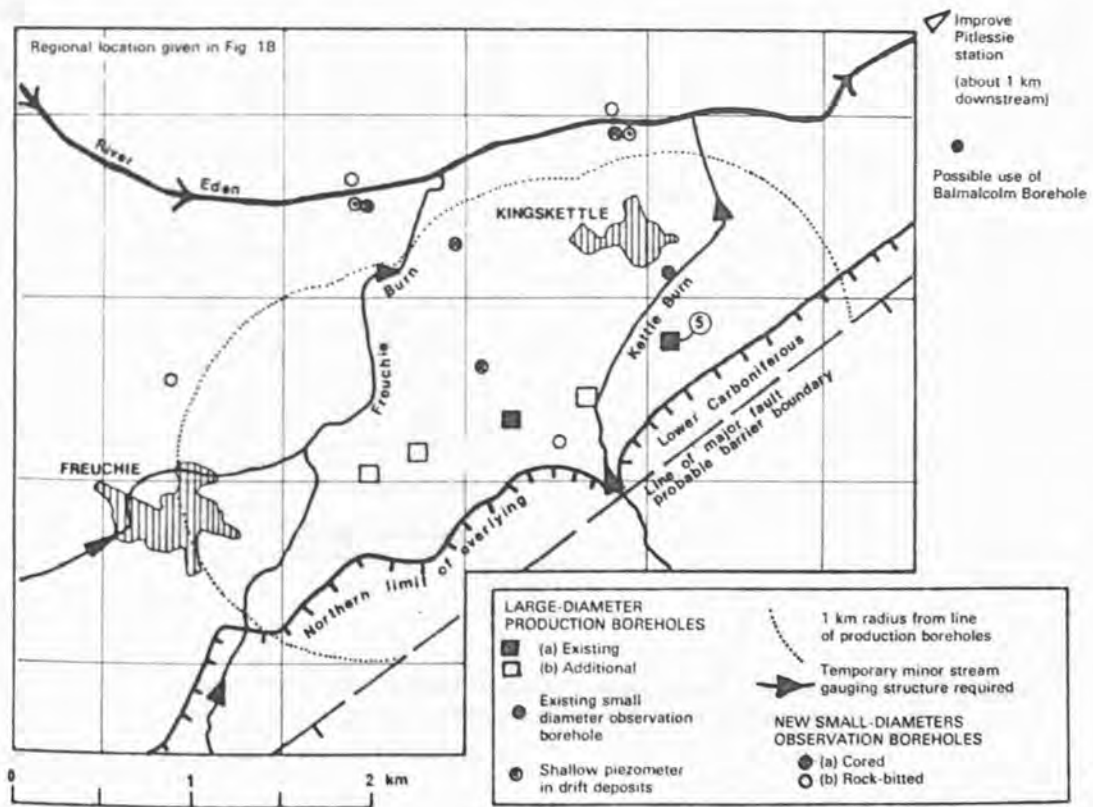 Regional location given in Fig 1B
Improve
Pitlessie
station
(about 1 km
downstream)
Possible use of
Balmalcolm Borehole
River
Eden
KINGSKETTLE
Burn
Freuchie
Kettle Burn
5
FREUCHIE
Lower Carboniferous
Line of major fault
probable barrier boundary
Northern limit of overlying
LARGE-DIAMETER
PRODUCTION BOREHOLES
(a) Existing
(b) Additional
Existing small
diameter observation
borehole
Shallow piezometer
in drift deposits
1 km radius from line
of production boreholes
Temporary minor stream
gauging structure required
NEW SMALL-DIAMETERS
OBSERVATION BOREHOLES
(a) Cored
(b) Rock-bitted
0 1 2 km